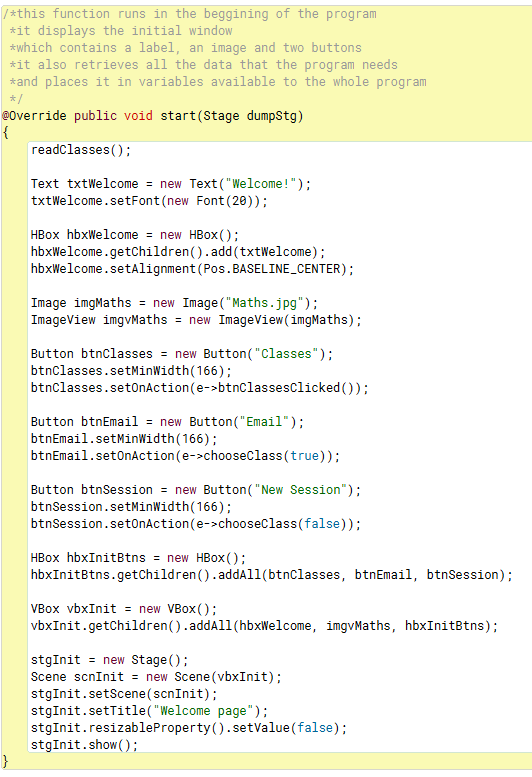 /*this function runs in the beggining of the program
*it displays the initial window
*which contains a label, an image and two buttons
*it also retrieves all the data that the program needs
*and places it in variables available to the whole program
*/
@Override public void start(Stage dumpStg)
{
readClasses();
Text txtWelcome = new Text("Welcome!");
txtWelcome.setFont(new Font(20));
HBox hbxWelcome = new HBox();
hbxWelcome.getChildren().add(txtWelcome);
hbxWelcome.setAlignment(Pos.BASELINE_CENTER);
Image imgMaths = new Image("Maths.jpg");
ImageView imgvMaths = new ImageView(imgMaths);
Button btnClasses = new Button("Classes");
btnClasses.setMinWidth(166);
btnClasses.setOnAction(e->btnClassesClicked());
Button btnEmail = new Button("Email");
btnEmail.setMinWidth(166);
btnEmail.setOnAction(e->chooseClass(true));
Button btnSession = new Button("New Session");
btnSession.setMinWidth(166);
btnSession.setOnAction(e->chooseClass(false));
HBox hbxInitBtns = new HBox();
hbxInitBtns.getChildren().addAll(btnClasses, btnEmail, btnSession);
VBox vbxInit = new VBox();
vbxInit.getChildren().addAll(hbxWelcome, imgvMaths, hbxInitBtns);
stgInit = new Stage();
Scene scnInit = new Scene(vbxInit);
stgInit.setScene(scnInit);
stgInit.setTitle("Welcome page");
stgInit.resizableProperty().setValue(false);
stgInit.show();
}